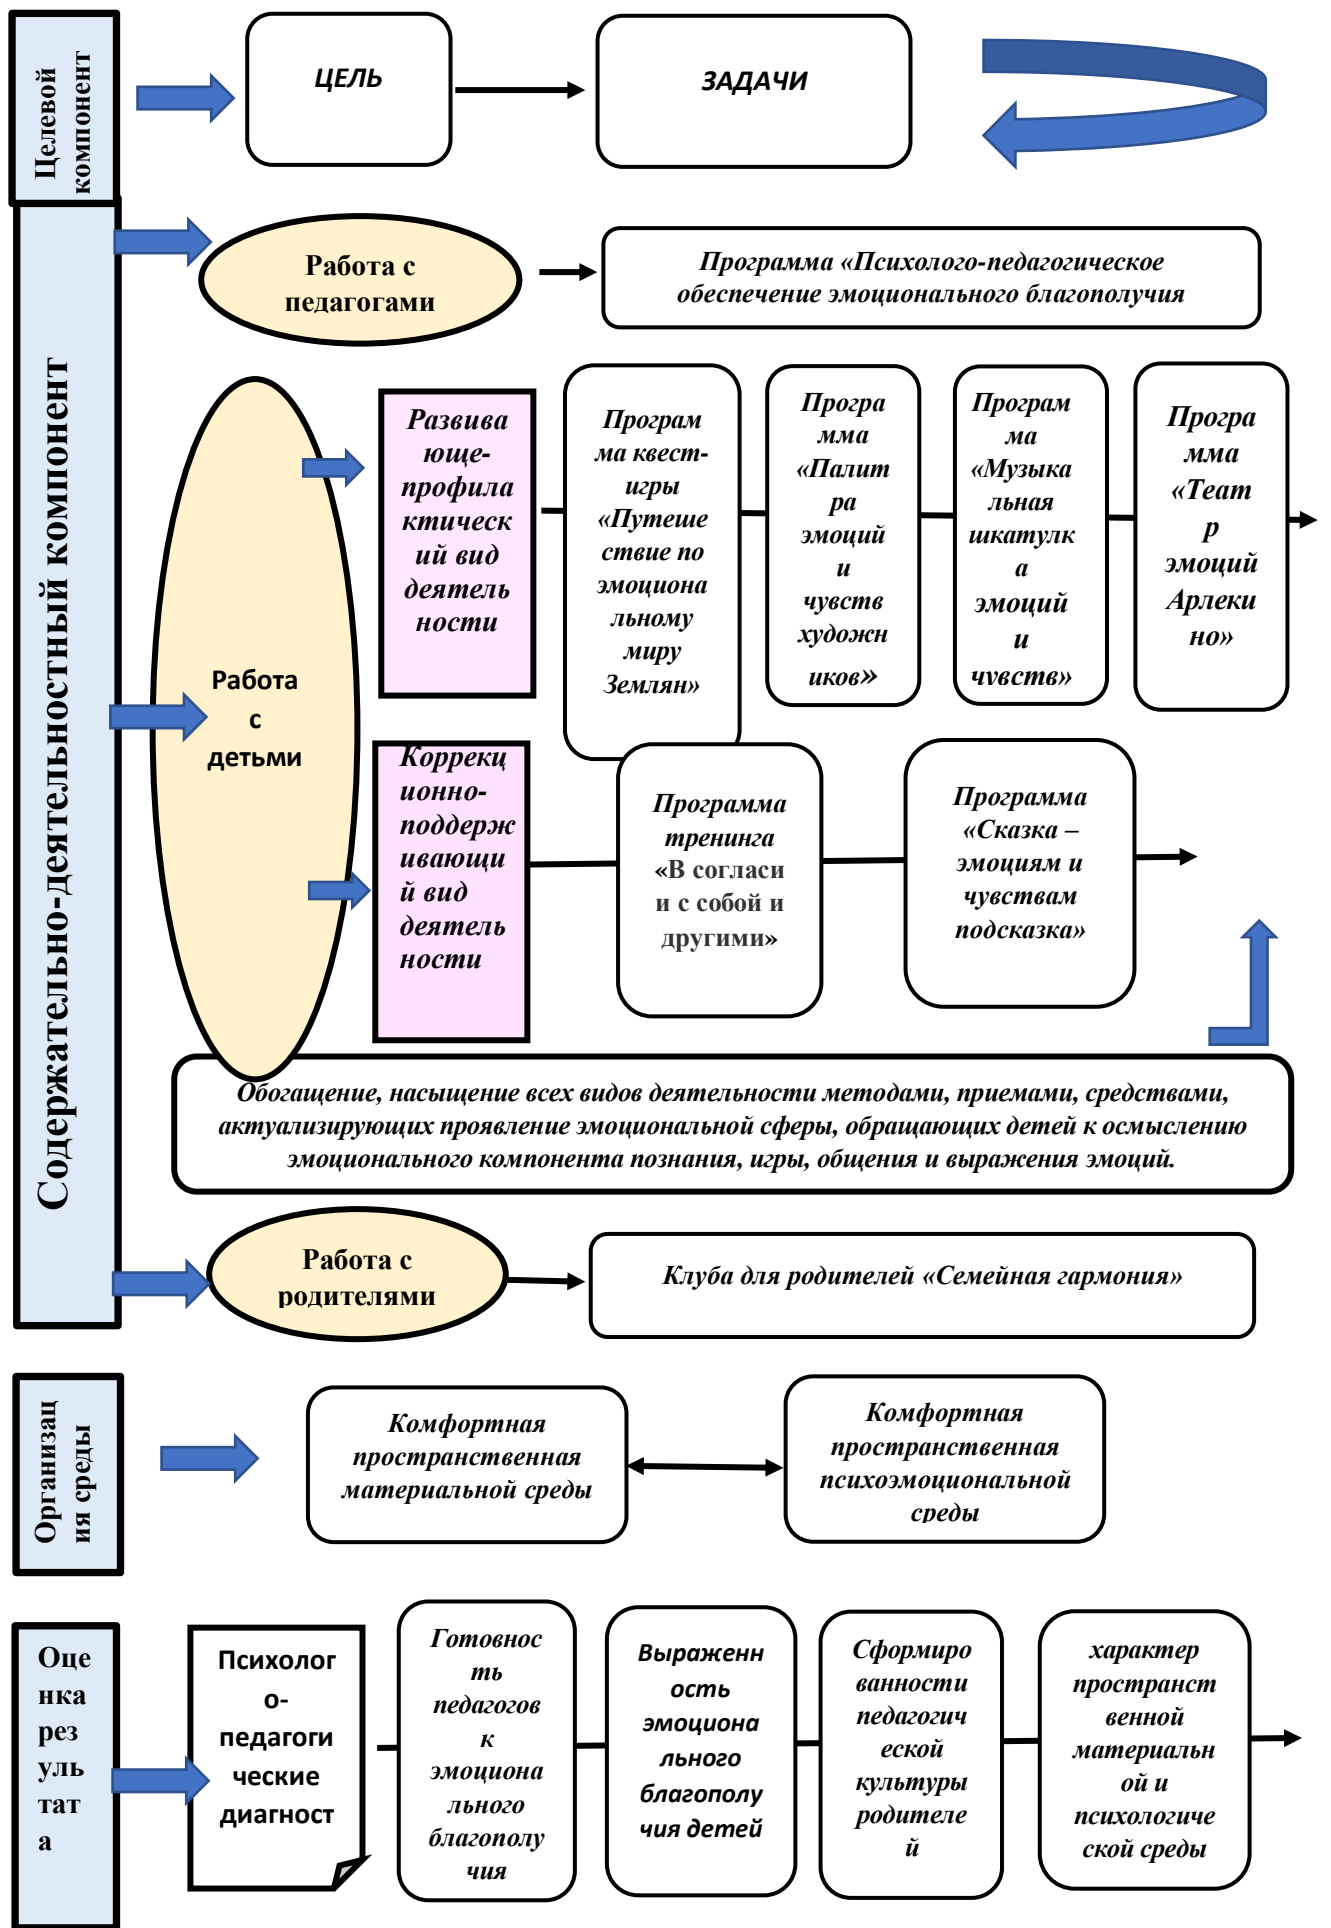 Целевой
компонент
ЦЕЛЬ
ЗАДАЧИ
Содержательно-деятельностный компонент
Работа с
педагогами
Программа «Психолого-педагогическое
обеспечение эмоционального благополучия
Работа
с
детьми
Развива
юще-
профила
ктическ
ий вид
деятель
ности
Програм
ма квест-
игры
«Путеше
ствие по
эмоциона
льному
миру
Землян»
Програ
мма
«Палит
ра
эмоций
и
чувств
художн
иков»
Програм
ма
«Музыка
льная
шкатулк
а
эмоций
и
чувств»
Програ
мма
«Театр
р
эмоций
Арлеки
но»
Коррекц
ионно-
поддерж
ивающи
й вид
деятель
ности
Программа
тренинга
«В согласи
и с собой и
другими»
Программа
«Сказка –
эмоциям и
чувствам
подсказка»
Обогащение, насыщение всех видов деятельности методами, приемами, средствами,
актуализирующих проявление эмоциональной сферы, обращающих детей к осмыслению
эмоционального компонента познания, игры, общения и выражения эмоций.
Работа с
родителями
Клуба для родителей «Семейная гармония»
Организац
ия среды
Комфортная
пространственная
материальной среды
Комфортная
пространственная
психоэмоциональной
среды
Оце
нка
рез
уль
тат
а
Психолог
о-
педагоги
ческие
диагност
Готовнос
ть
педагогов
к
эмоциона
льного
благополу
чия
Выраженн
ость
эмоциона
льного
благополу
чия детей
Сформиро
ванности
педагогич
еской
культуры
родителе
й
характер
пространст
венной
материальн
ой и
психологиче
ской среды